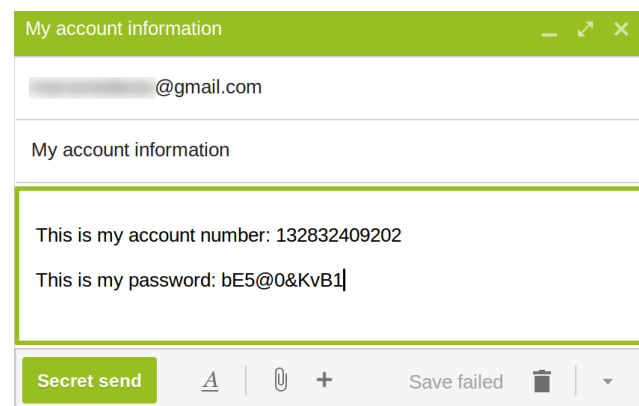 My account information
@gmail.com
My account information
This is my account number: 132832409202
This is my password: bE5@0&KvB1
Secret send
A
Save failed